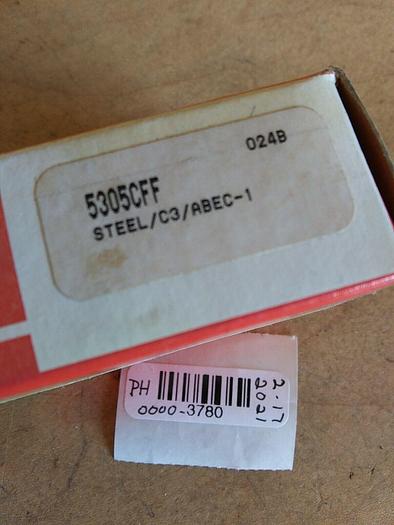 024B
5305CFF
STEEL/C3/ABEC-1
PH
0000-3780
2-17
2021